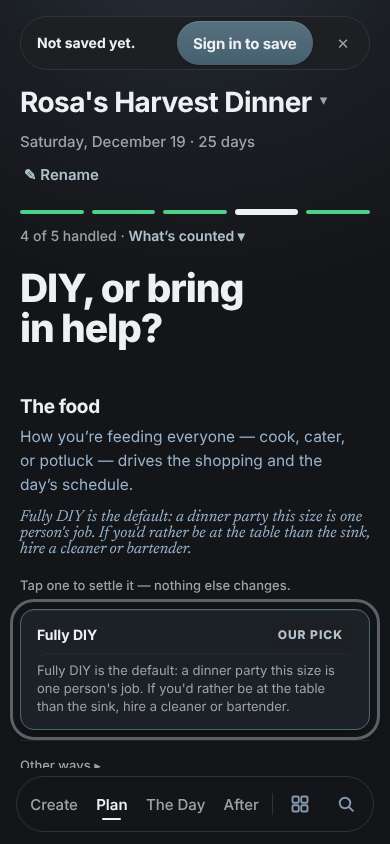 Not saved yet.
Sign in to save
×
Rosa's Harvest Dinner ▾
Saturday, December 19 · 25 days
✎ Rename
4 of 5 handled · What's counted ▾
DIY, or bring
in help?
The food
How you're feeding everyone — cook, cater,
or potluck — drives the shopping and the
day's schedule.
Fully DIY is the default: a dinner party this size is one
person's job. If you'd rather be at the table than the sink,
hire a cleaner or bartender.
Tap one to settle it — nothing else changes.
Fully DIY
OUR PICK
Fully DIY is the default: a dinner party this size is
one person's job. If you'd rather be at the table
than the sink, hire a cleaner or bartender.
Other ways ▸
Create
Plan
The Day
After